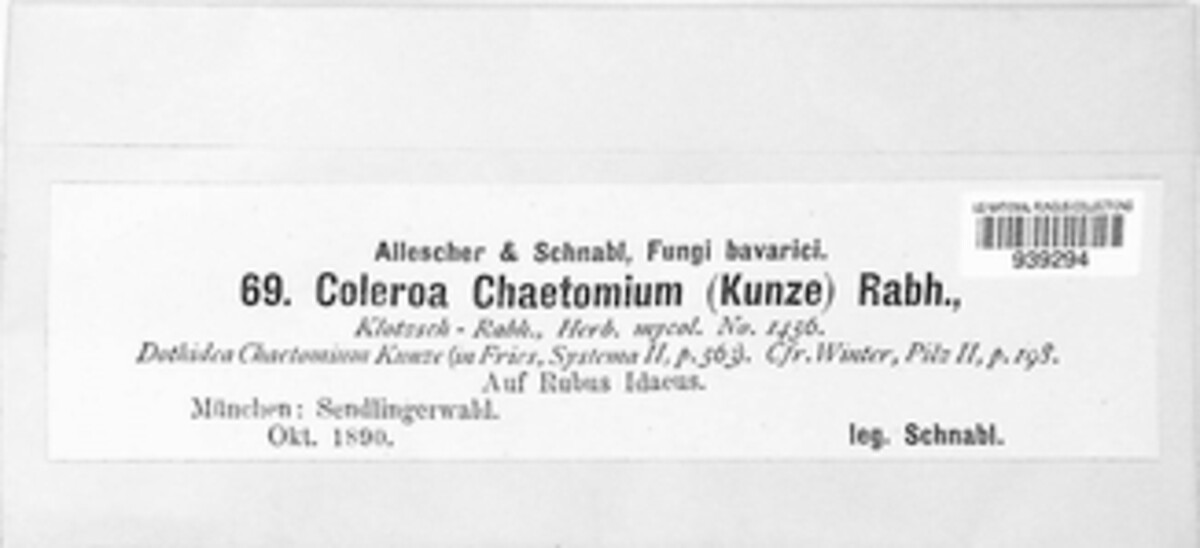 US NATIONAL FUNGUS COLLECTIONS
939294
Allescher & Schnabl, Fungi bavarici.
69. Coleroa Chaetomium (Kunze) Rabh.,
Klotzsch - Rabh., Herb. mycol. No. 1456.
Dothidea Chaetomium Kunze (in Fries, Systema II, p. 563). Cfr. Winter, Pilz II, p. 198.
Auf Rubus Idaeus.
München: Sendlingerwald.
Okt. 1890.
leg. Schnabl.